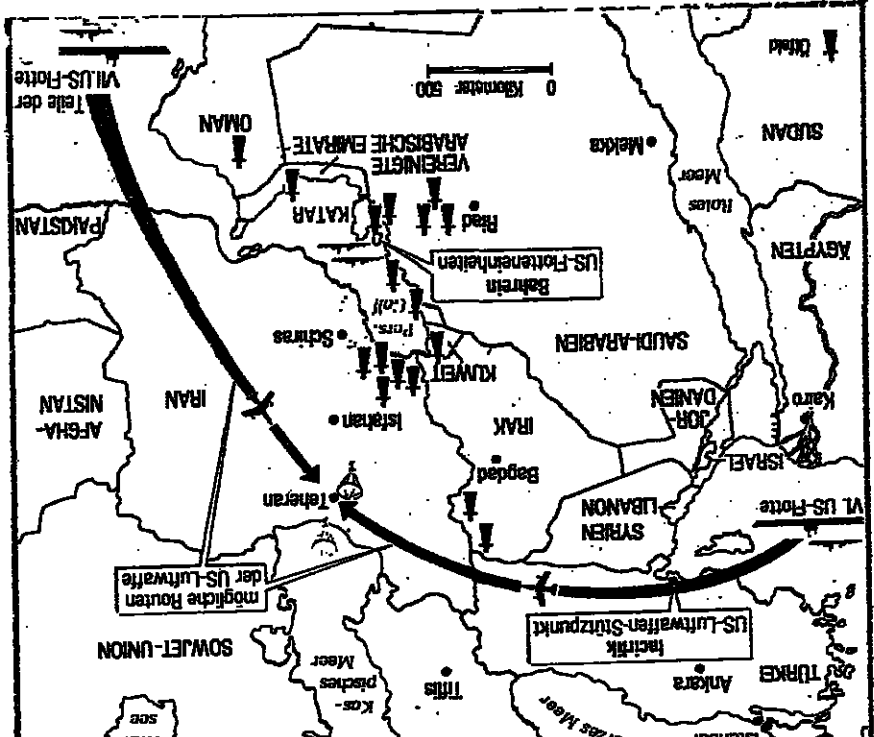 Istanbul
Ankara
TÜRKEI
Tiflis
Kas-
pisches
Meer
see
SOWJET-UNION
US-Luftwaffen-Stützpunkt
Incirlik
mögliche Routen
der US-Luftwaffe
VI. US-Flotte
SYRIEN
LIBANON
Teheran
ISRAEL
Bagdad
IRAK
Kairo
JOR-
DANIEN
Isfahan
IRAN
AFGHA-
NISTAN
KUWEIT
Pers.
Golf
Schiras
SAUDI-ARABIEN
Bahrein
US-Flotteneinheiten
ÄGYPTEN
Rotes
Meer
Riad
KATAR
PAKISTAN
Mekka
VEREINIGTE
ARABISCHE EMIRATE
SUDAN
OMAN
Teile der
VII.US-Flotte
0 Kilometer 500
Ölfeld